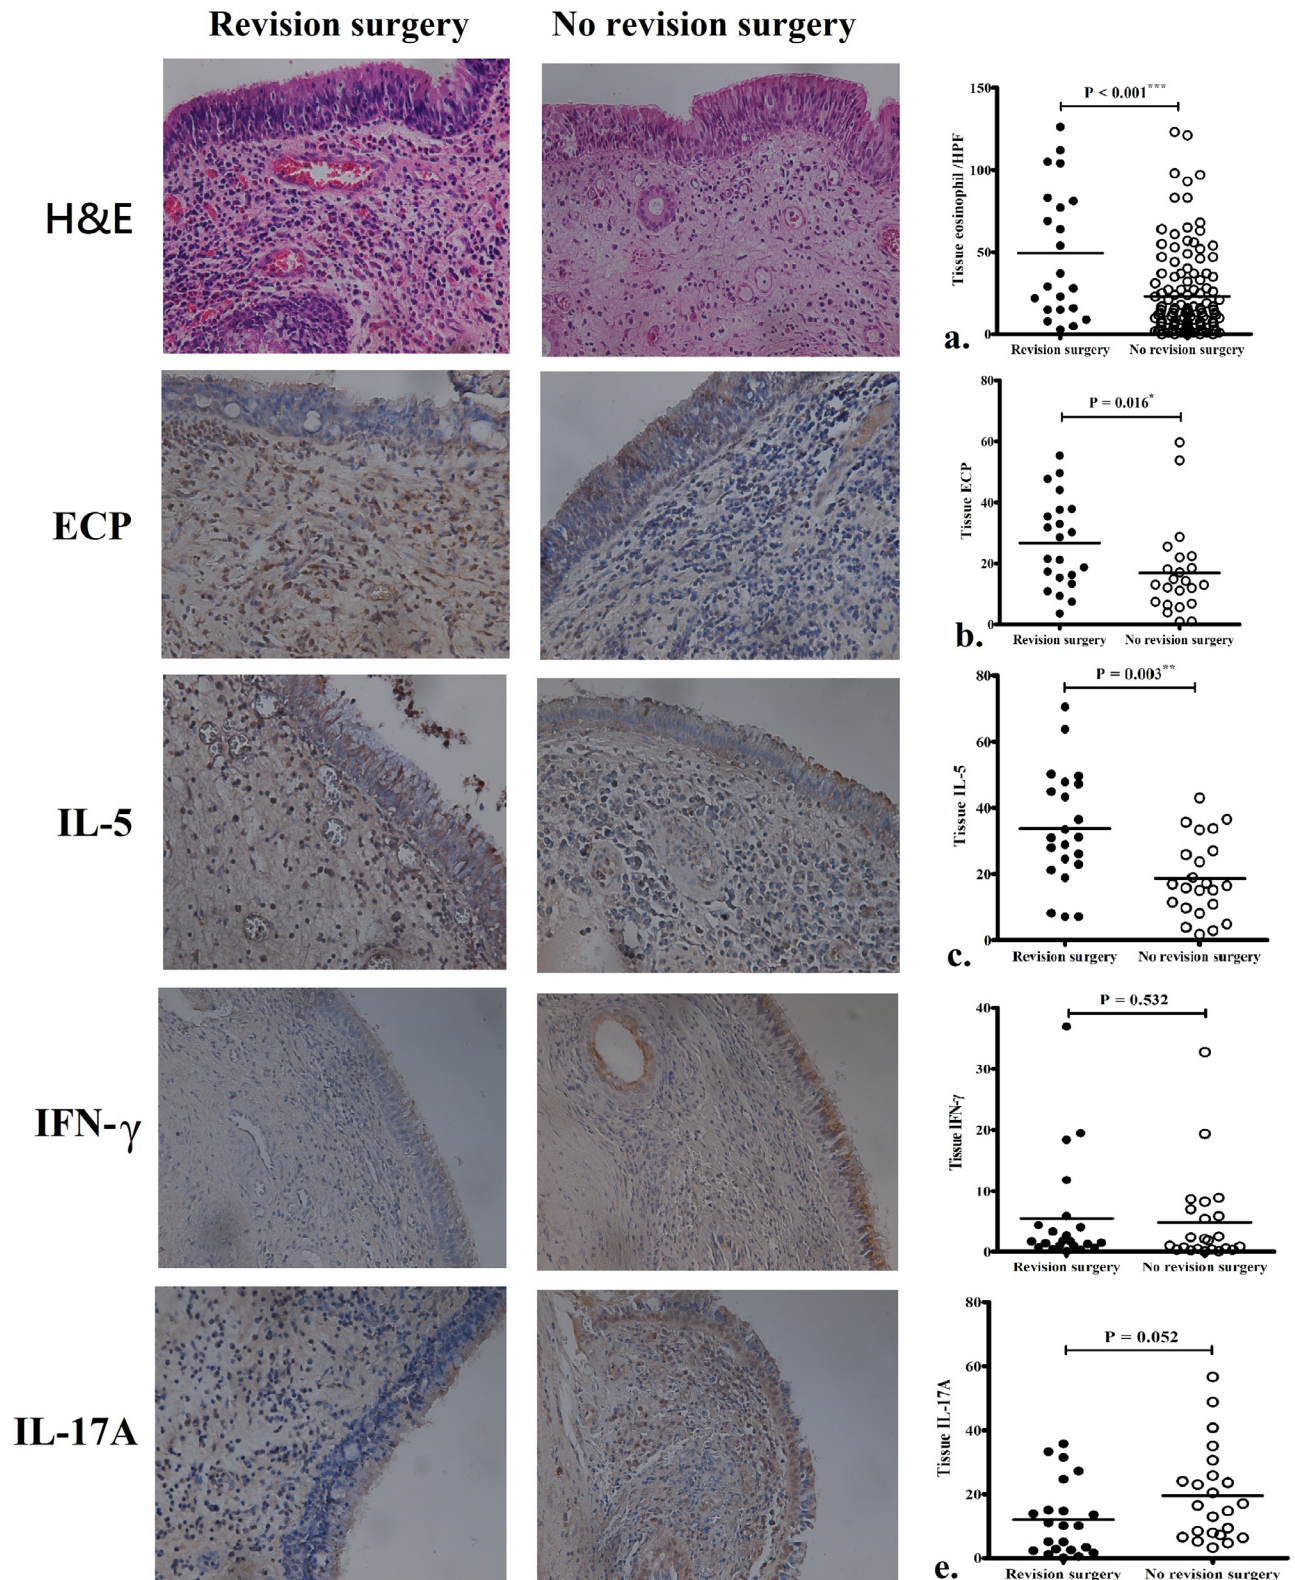 Revision surgery No revision surgery
H&E
150
100
50
0
Tissue eosinophil /HPF
P < 0.001***
Revision surgery No revision surgery
a.
ECP
80
60
40
20
0
Tissue ECP
P = 0.016*
Revision surgery No revision surgery
b.
IL-5
80
60
40
20
0
Tissue IL-5
P = 0.003**
Revision surgery No revision surgery
c.
IFN-γ
40
30
20
10
0
Tissue IFN-γ
P = 0.532
Revision surgery No revision surgery
IL-17A
80
60
40
20
0
Tissue IL-17A
P = 0.052
Revision surgery No revision surgery
e.